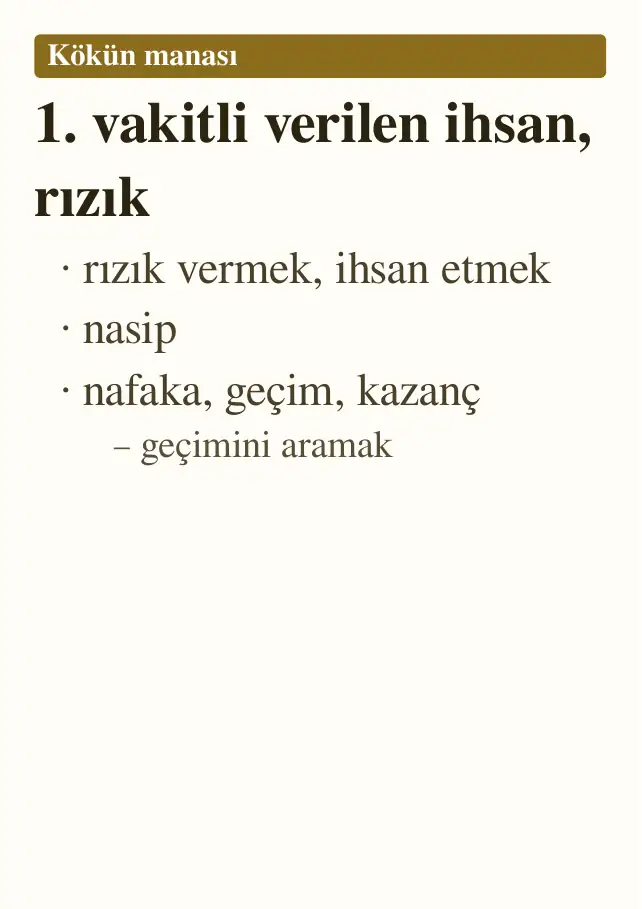 Kökün manası
1. vakitli verilen ihsan,
rızık
· rızık vermek, ihsan etmek
· nasip
· nafaka, geçim, kazanç
– geçimini aramak